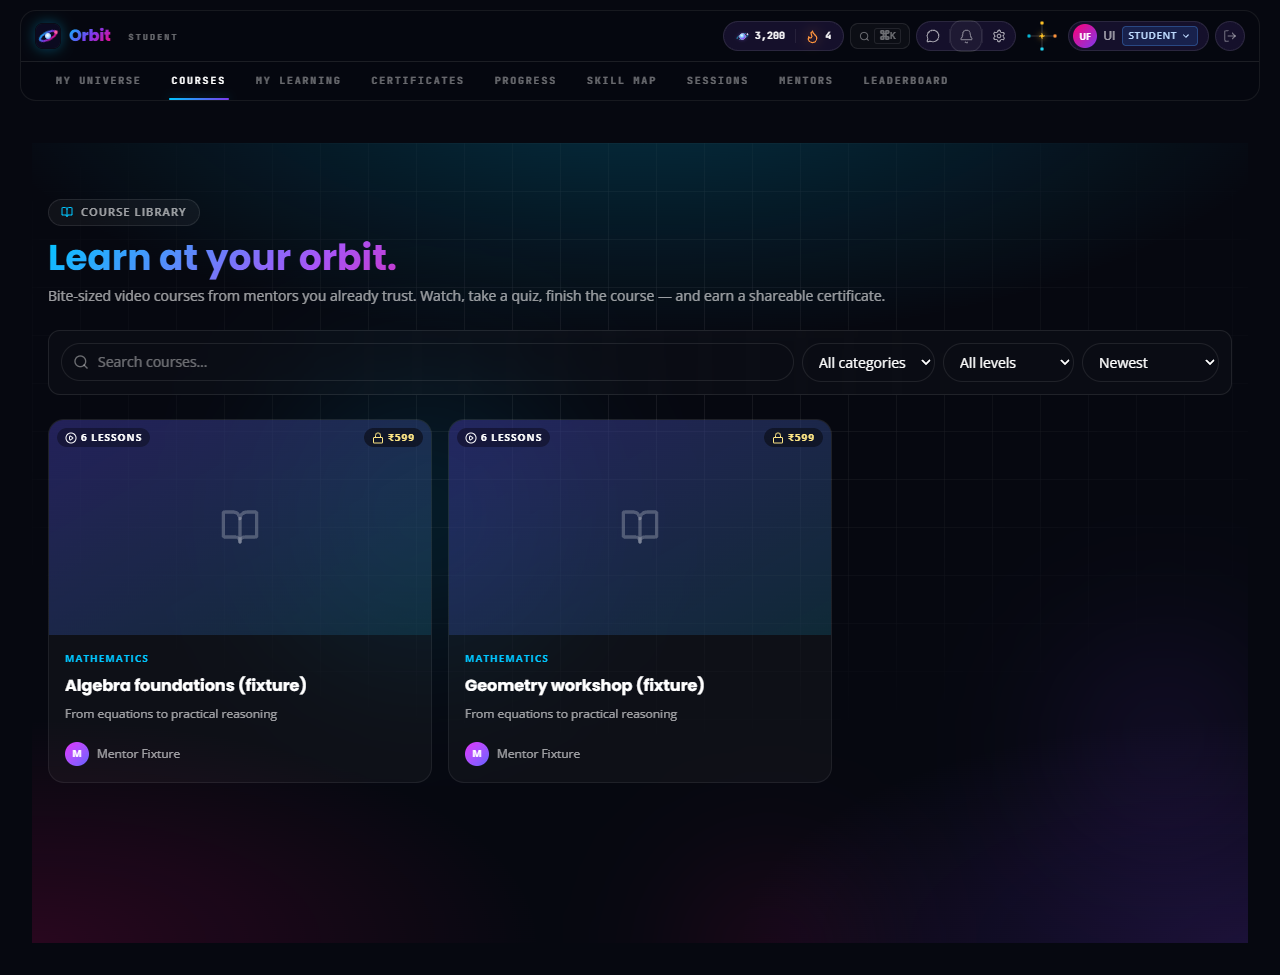 Orbit STUDENT 3,200 4 ⌘K UF UI STUDENT
MY UNIVERSE COURSES MY LEARNING CERTIFICATES PROGRESS SKILL MAP SESSIONS MENTORS LEADERBOARD
COURSE LIBRARY
Learn at your orbit.
Bite-sized video courses from mentors you already trust. Watch, take a quiz, finish the course — and earn a shareable certificate.
Search courses... All categories All levels Newest
6 LESSONS ₹599 6 LESSONS ₹599
MATHEMATICS MATHEMATICS
Algebra foundations (fixture) Geometry workshop (fixture)
From equations to practical reasoning From equations to practical reasoning
M Mentor Fixture M Mentor Fixture